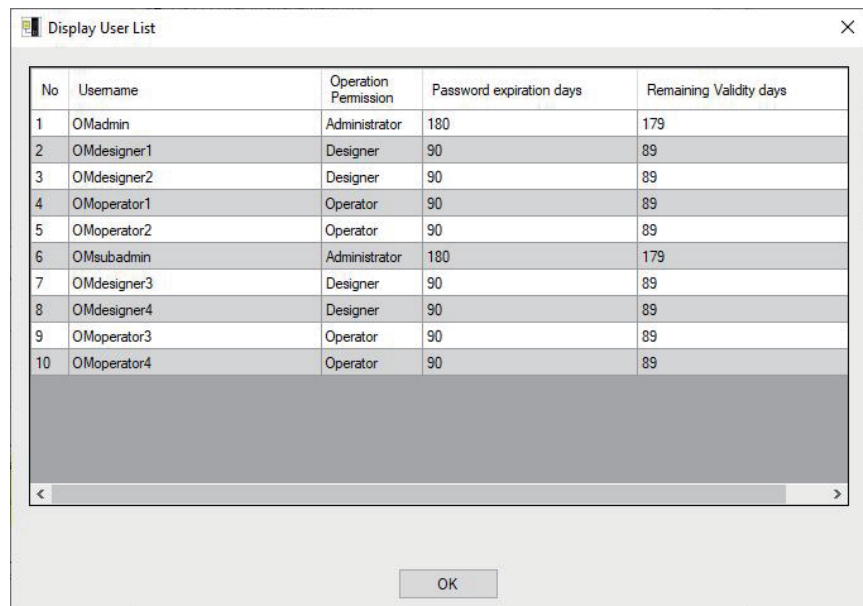 Display User List
No Username Operation Permission Password expiration days Remaining Validity days
1 OMadmin Administrator 180 179
2 OMdesigner1 Designer 90 89
3 OMdesigner2 Designer 90 89
4 OMoperator1 Operator 90 89
5 OMoperator2 Operator 90 89
6 OMsubadmin Administrator 180 179
7 OMdesigner3 Designer 90 89
8 OMdesigner4 Designer 90 89
9 OMoperator3 Operator 90 89
10 OMoperator4 Operator 90 89
OK